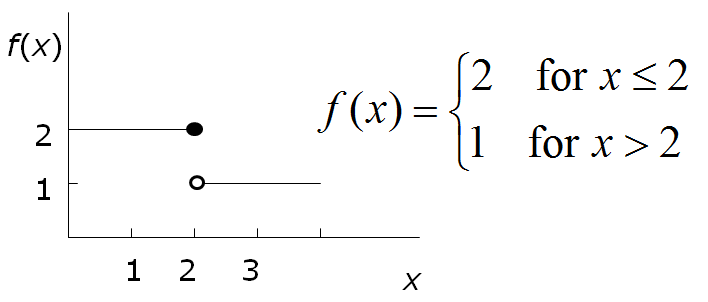 f(x)
2
1
1 2 3
x
f(x) = { 2 for x ≤ 2
1 for x > 2